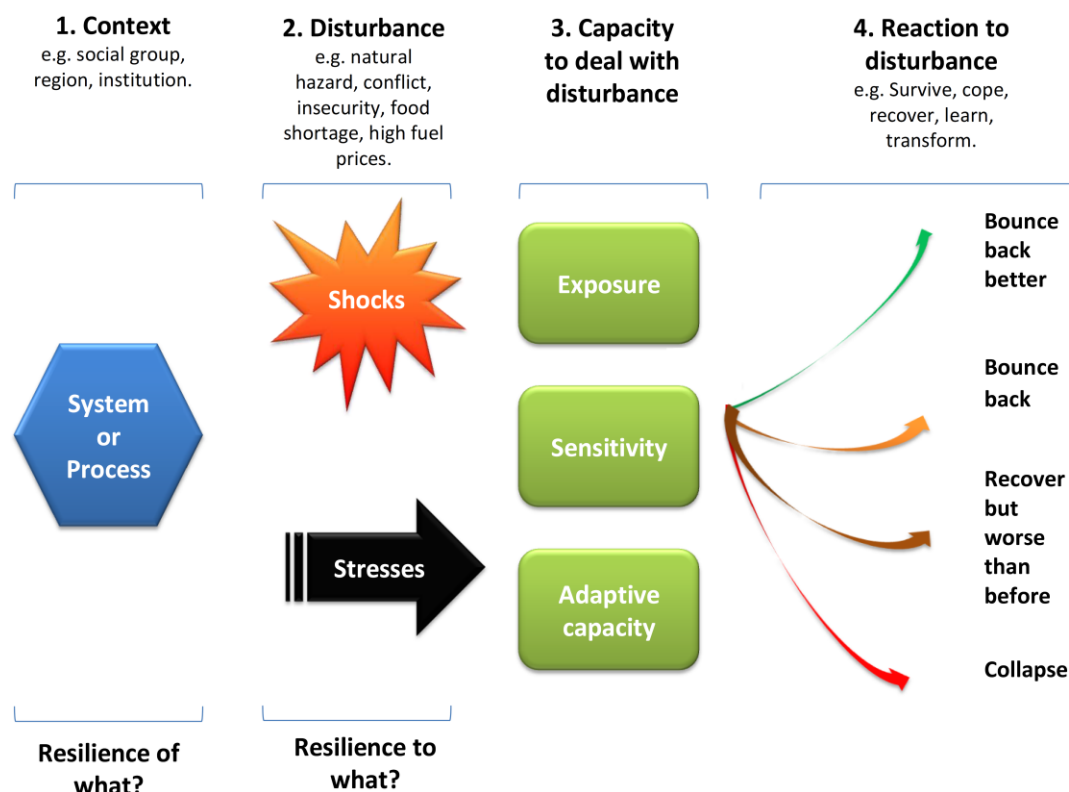 1. Context
e.g. social group,
region, institution.
2. Disturbance
e.g. natural
hazard, conflict,
insecurity, food
shortage, high fuel
prices.
3. Capacity
to deal with
disturbance
4. Reaction to
disturbance
e.g. Survive, cope,
recover, learn,
transform.
System
or
Process
Shocks
Stresses
Exposure
Sensitivity
Adaptive
capacity
Bounce
back
better
Bounce
back
Recover
but
worse
than
before
Collapse
Resilience of
what?
Resilience to
what?